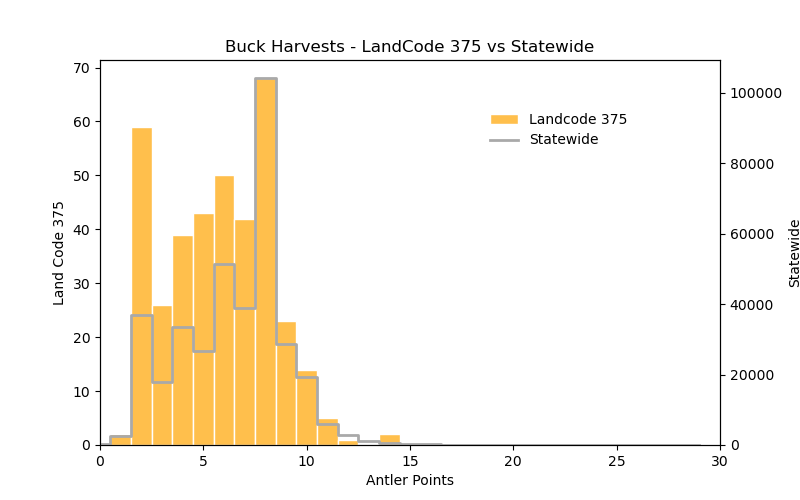 Buck Harvests - LandCode 375 vs Statewide
70
60
50
40
30
20
10
0
Land Code 375
Landcode 375
Statewide
100000
80000
60000
40000
20000
0
Statewide
0 5 10 15 20 25 30
Antler Points